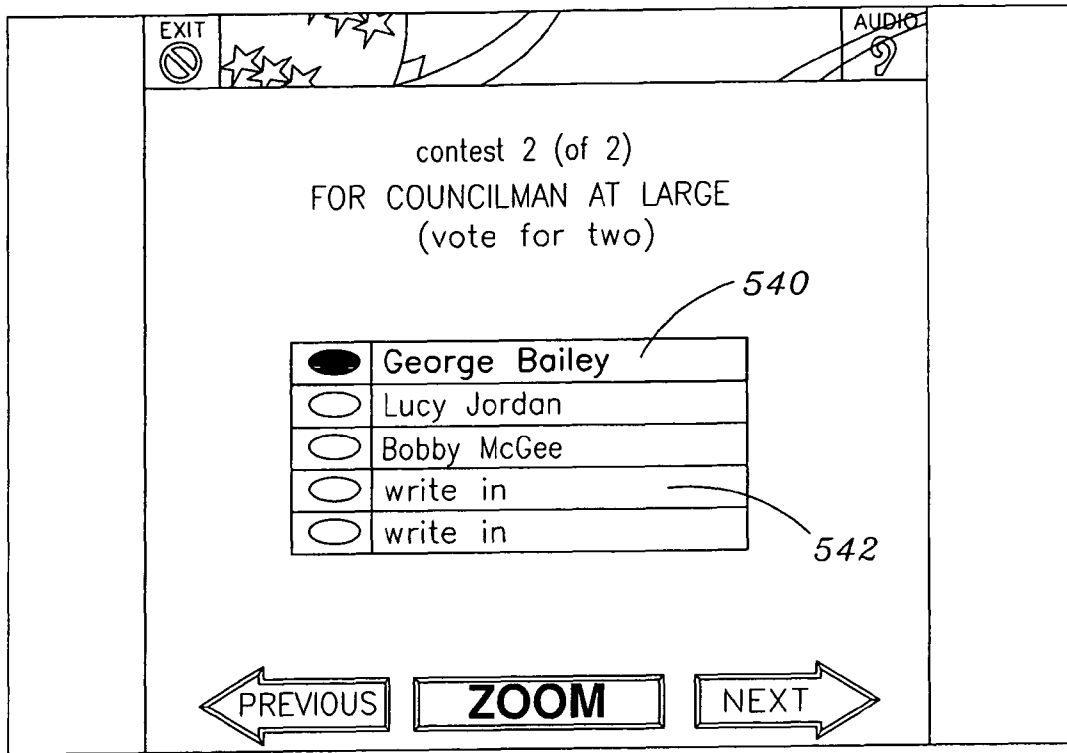 EXIT
AUDIO
contest 2 (of 2)
FOR COUNCILMAN AT LARGE
(vote for two)
540
George Bailey
Lucy Jordan
Bobby McGee
write in
write in
542
PREVIOUS
ZOOM
NEXT